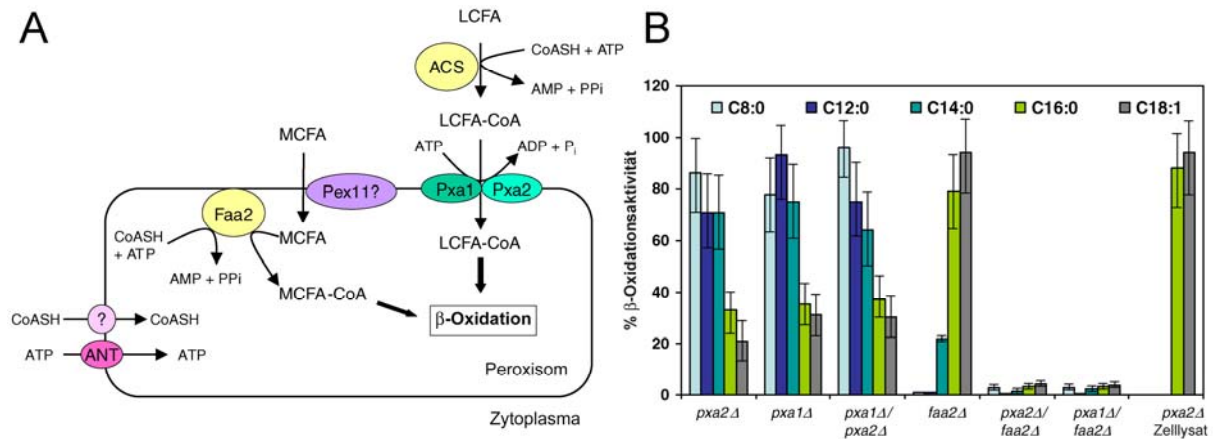 A
LCFA
ACS
CoASH + ATP
AMP + PPi
LCFA-CoA
MCFA
ATP
ADP + Pi
Pex11?
Pxa1
Pxa2
Faa2
CoASH
+ ATP
MCFA
LCFA-CoA
AMP + PPi
MCFA-CoA
β-Oxidation
CoASH
?
CoASH
ATP
ANT
ATP
Peroxisom
Zytoplasma
B
% β-Oxidationsaktivität
120
100
80
60
40
20
0
C8:0 C12:0 C14:0 C16:0 C18:1
pxa2Δ
pxa1Δ
pxa1Δ/
pxa2Δ
faa2Δ
pxa2Δ/
faa2Δ
pxa1Δ/
faa2Δ
pxa2Δ
Zelllysat